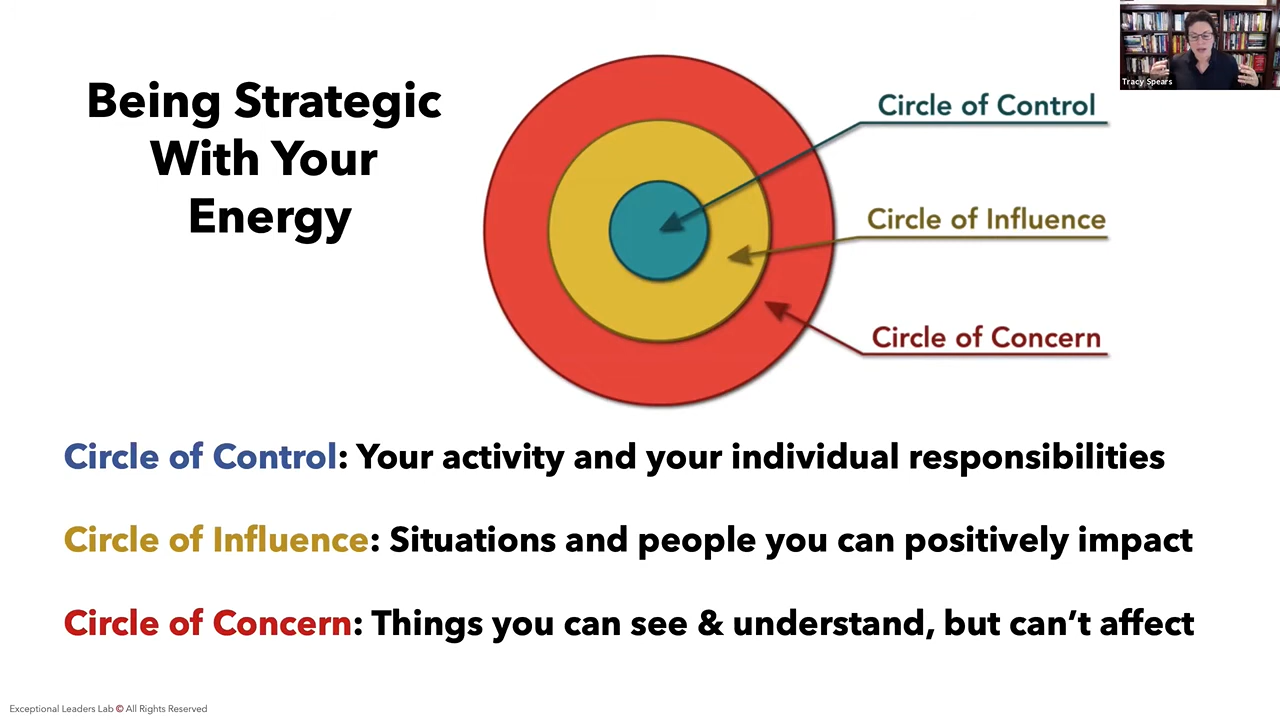 Being Strategic
With Your
Energy
Circle of Control
Circle of Influence
Circle of Concern
Tracy Spears
Circle of Control: Your activity and your individual responsibilities
Circle of Influence: Situations and people you can positively impact
Circle of Concern: Things you can see & understand, but can’t affect
Exceptional Leaders Lab © All Rights Reserved